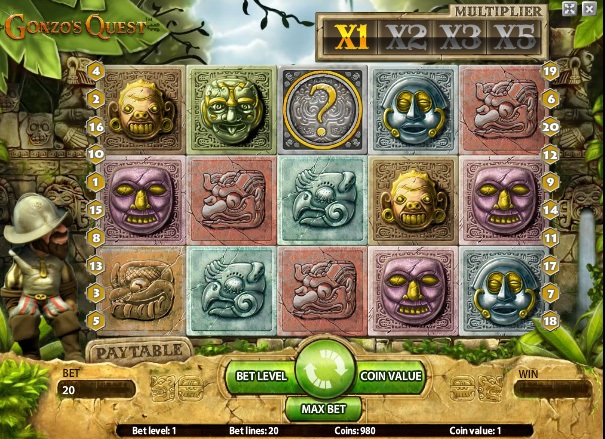 GONZO'S QUEST
MULTIPLIER
X1 X2 X3 X5
?
4 19
2 6
16 20
10 12
1 9
15 14
8 11
13 17
3 7
5 18
PAYTABLE
BET LEVEL COIN VALUE
MAX BET
BET WIN
20
Bet level: 1 Bet lines: 20 Coins: 980 Coin value: 1